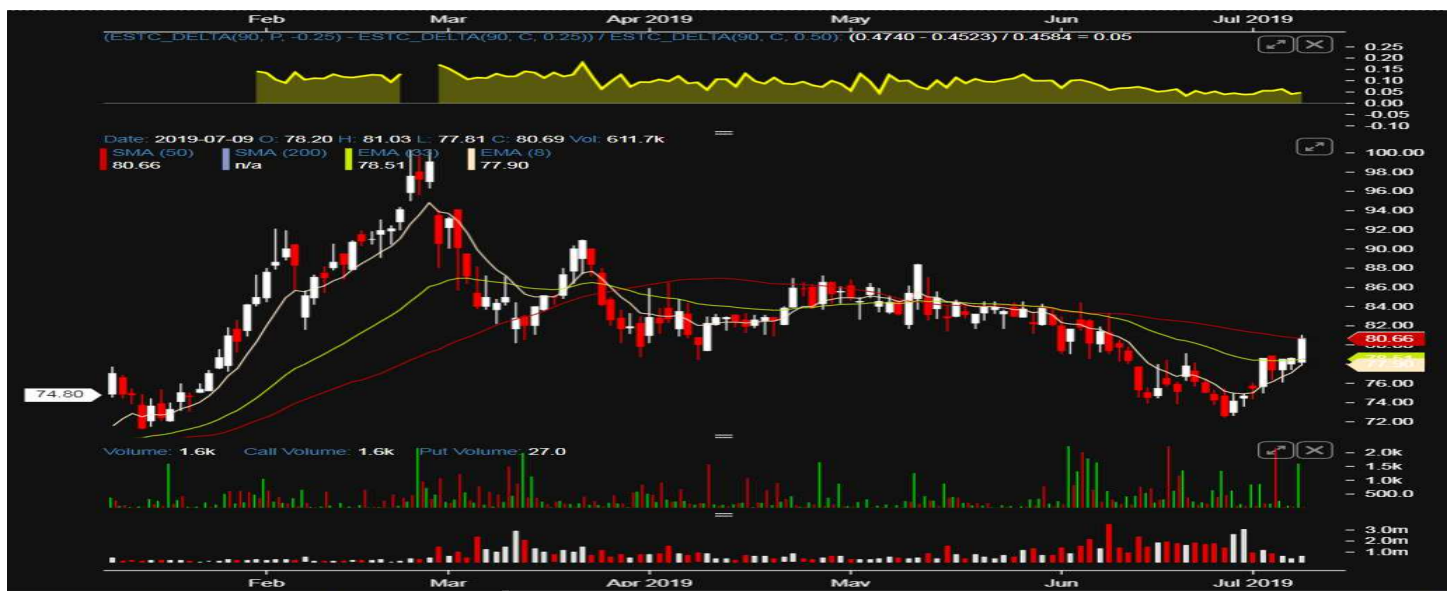 Feb Mar Apr 2019 May Jun Jul 2019
(ESTC_DELTA(90, P, -0.25) - ESTC_DELTA(90, C, 0.25)) / ESTC_DELTA(90, C, 0.50): (0.4740 - 0.4523) / 0.4584 = 0.05
0.25
0.20
0.15
0.10
0.05
0.00
-0.05
-0.10
Date: 2019-07-09 O: 78.20 H: 81.03 L: 77.81 C: 80.69 Vol: 611.7k
SMA (50) SMA (200) EMA (33) EMA (8)
80.66 n/a 78.51 77.90
100.00
98.00
96.00
94.00
92.00
90.00
88.00
86.00
84.00
82.00
80.66
76.00
74.00
72.00
74.80
Volume: 1.6k Call Volume: 1.6k Put Volume: 27.0
2.0k
1.5k
1.0k
500.0
3.0m
2.0m
1.0m
Feb Mar Apr 2019 May Jun Jul 2019